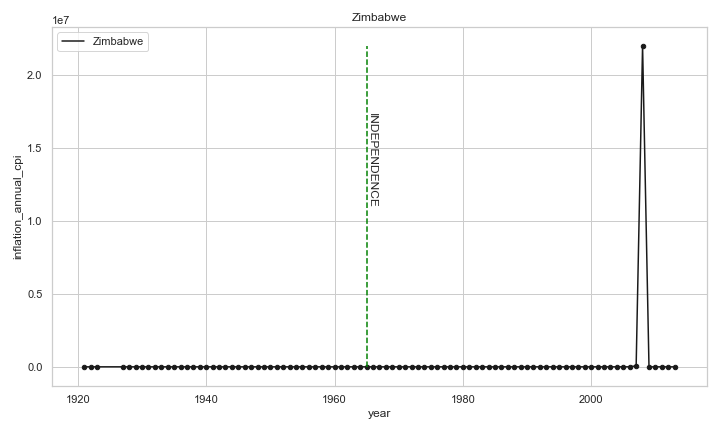 Zimbabwe
1e7
Zimbabwe
2.0
1.5
1.0
0.5
0.0
inflation_annual_cpi
INDEPENDENCE
1920 1940 1960 1980 2000
year